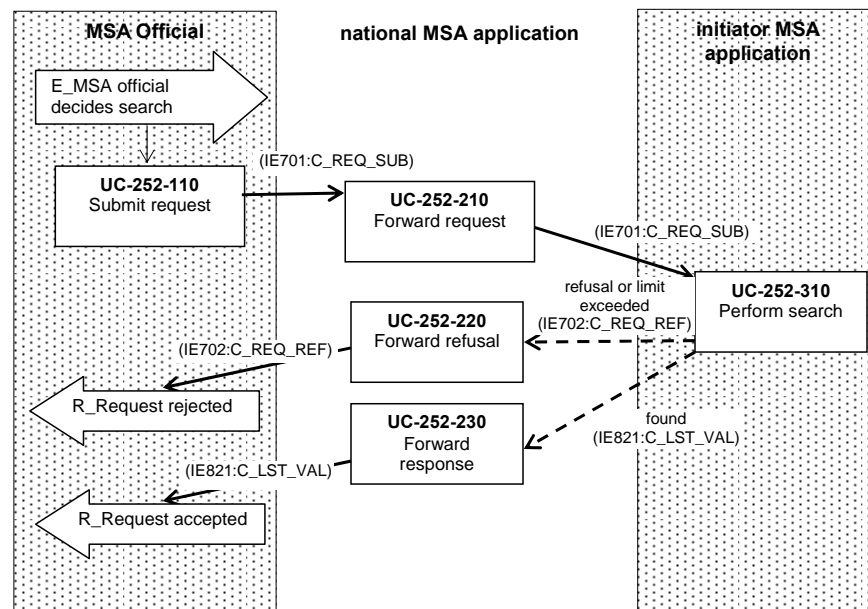 MSA Official
national MSA application
initiator MSA
application
E_MSA official
decides search
(IE701:C_REQ_SUB)
UC-252-110
Submit request
UC-252-210
Forward request
(IE701:C_REQ_SUB)
UC-252-310
Perform search
refusal or limit
exceeded
(IE702:C_REQ_REF)
UC-252-220
Forward refusal
(IE702:C_REQ_REF)
R_Request rejected
UC-252-230
Forward
response
found
(IE821:C_LST_VAL)
(IE821:C_LST_VAL)
R_Request accepted